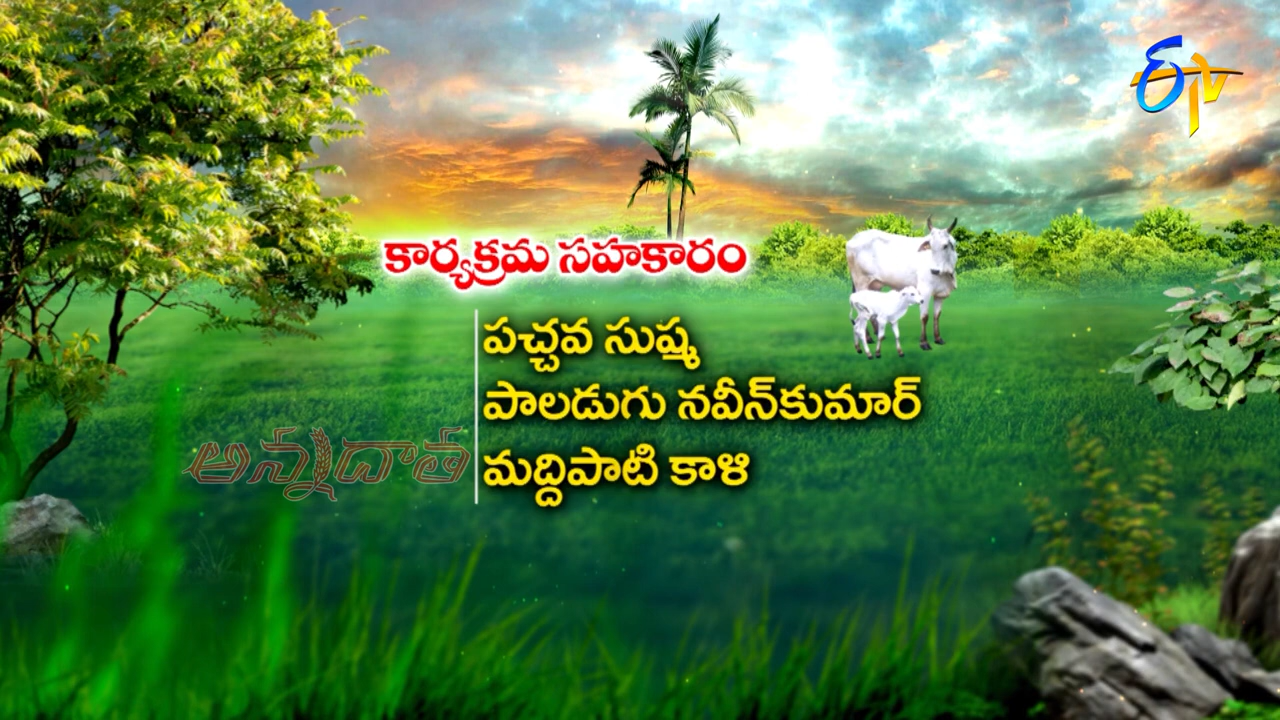 ETV
కార్యక్రమ సహకారం
పచ్చవ సుష్మ
పాలడుగు నవీన్‌కుమార్
అన్నదాత
మద్దిపాటి కాళి